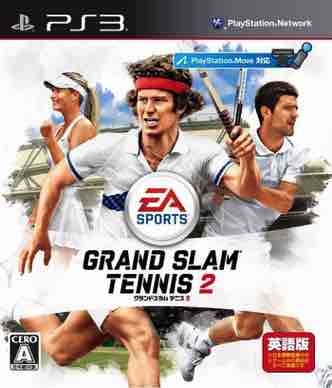 PS3
PlayStation Network
PlayStation Move 対応
EA
SPORTS
GRAND SLAM
TENNIS 2
グランドスラム テニス 2
CERO
A
英語版